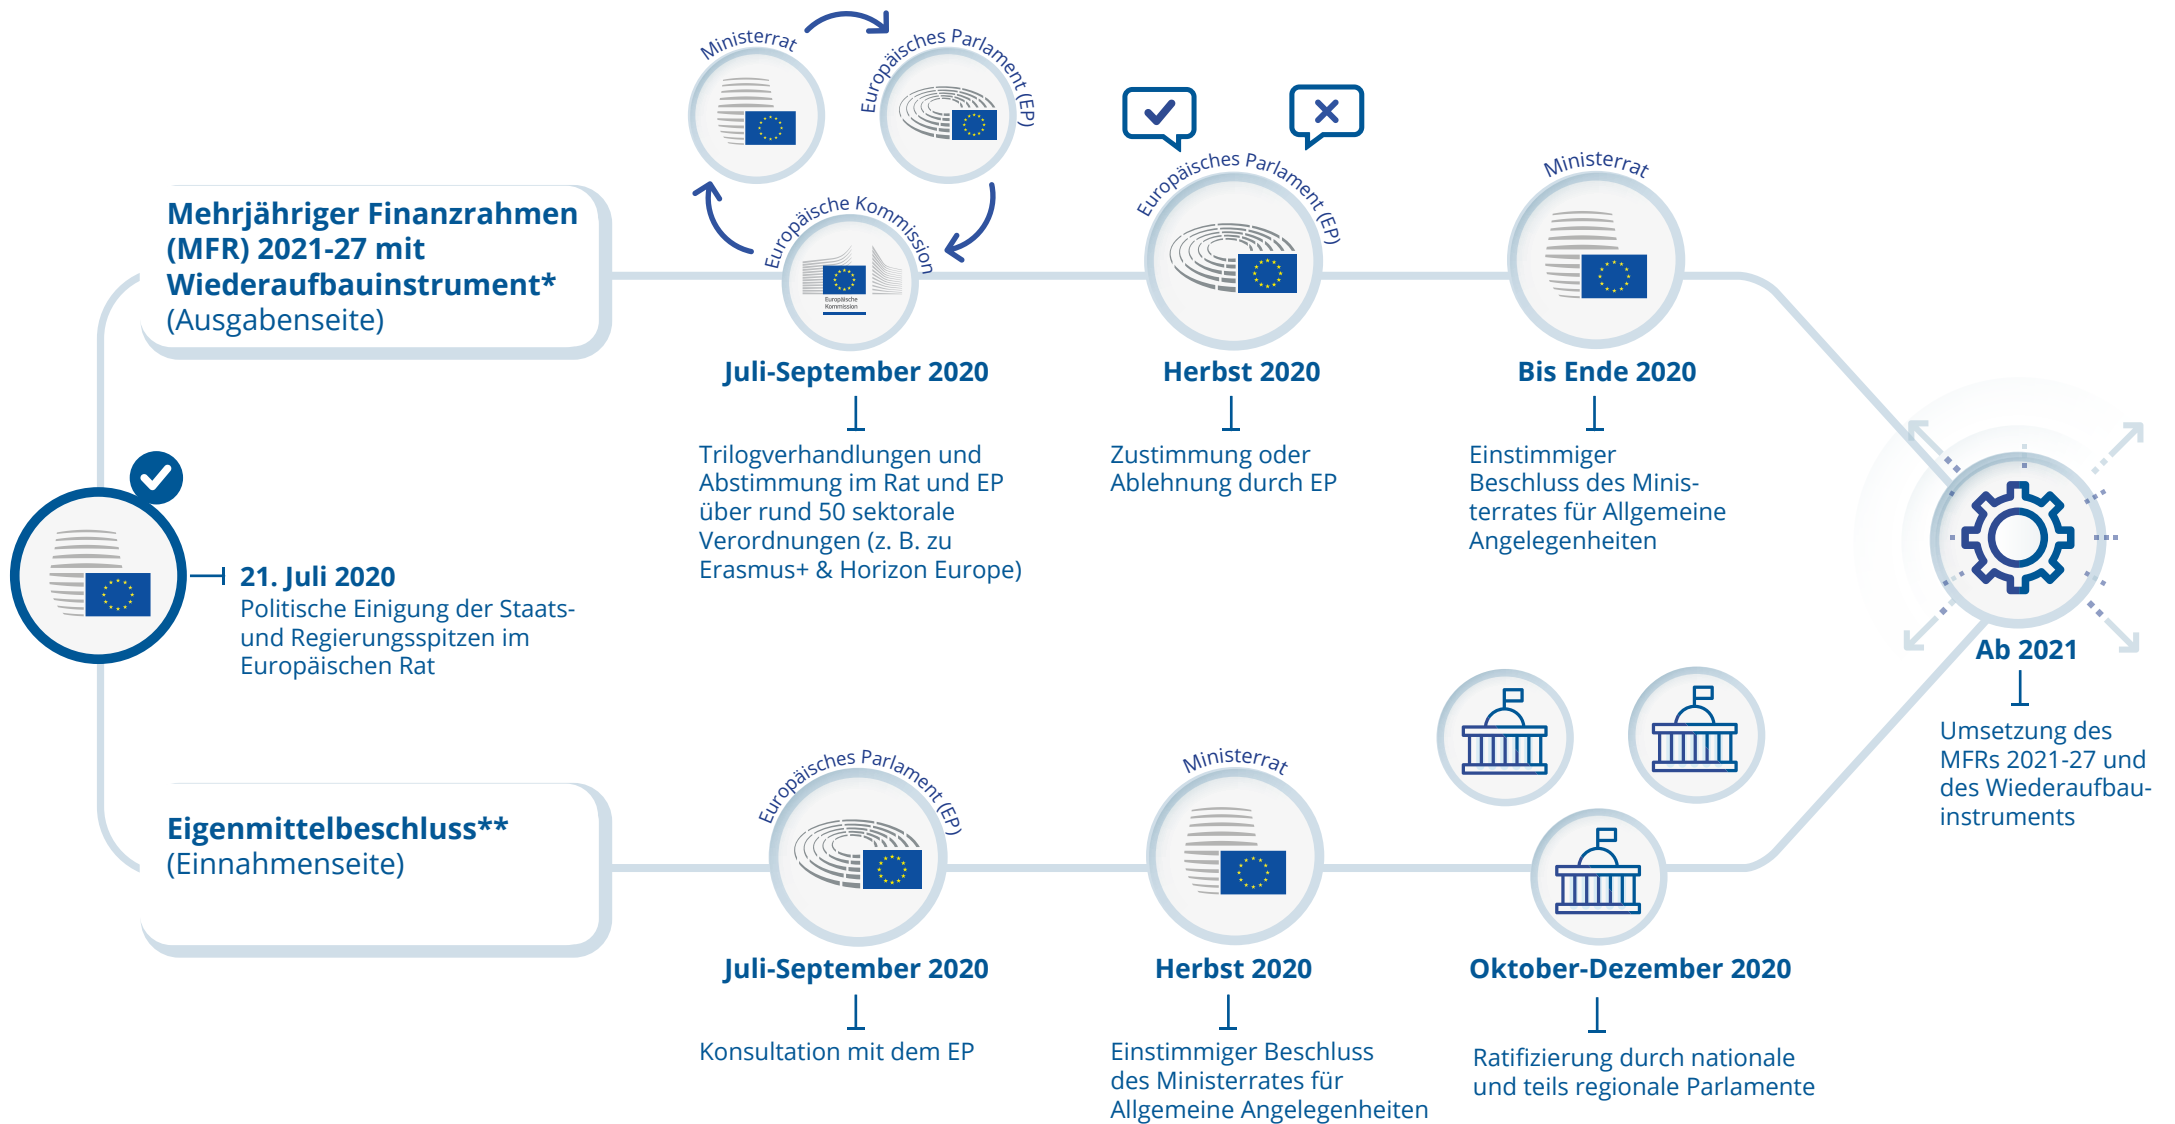 Mehrjähriger Finanzrahmen
(MFR) 2021-27 mit
Wiederaufbauinstrument*
(Ausgabenseite)
Ministerrat
Europäisches Parlament (EP)
Europäische Kommission
Europäische
Kommission
Juli-September 2020
Trilogverhandlungen und
Abstimmung im Rat und EP
über rund 50 sektorale
Verordnungen (z. B. zu
Erasmus+ & Horizon Europe)
Europäisches Parlament (EP)
Herbst 2020
Zustimmung oder
Ablehnung durch EP
Ministerrat
Bis Ende 2020
Einstimmiger
Beschluss des Minis-
terrates für Allgemeine
Angelegenheiten
21. Juli 2020
Politische Einigung der Staats-
und Regierungsspitzen im
Europäischen Rat
Ab 2021
Umsetzung des
MFRs 2021-27 und
des Wiederaufbau-
instruments
Eigenmittelbeschluss**
(Einnahmenseite)
Europäisches Parlament (EP)
Juli-September 2020
Konsultation mit dem EP
Ministerrat
Herbst 2020
Einstimmiger Beschluss
des Ministerrates für
Allgemeine Angelegenheiten
Oktober-Dezember 2020
Ratifizierung durch nationale
und teils regionale Parlamente